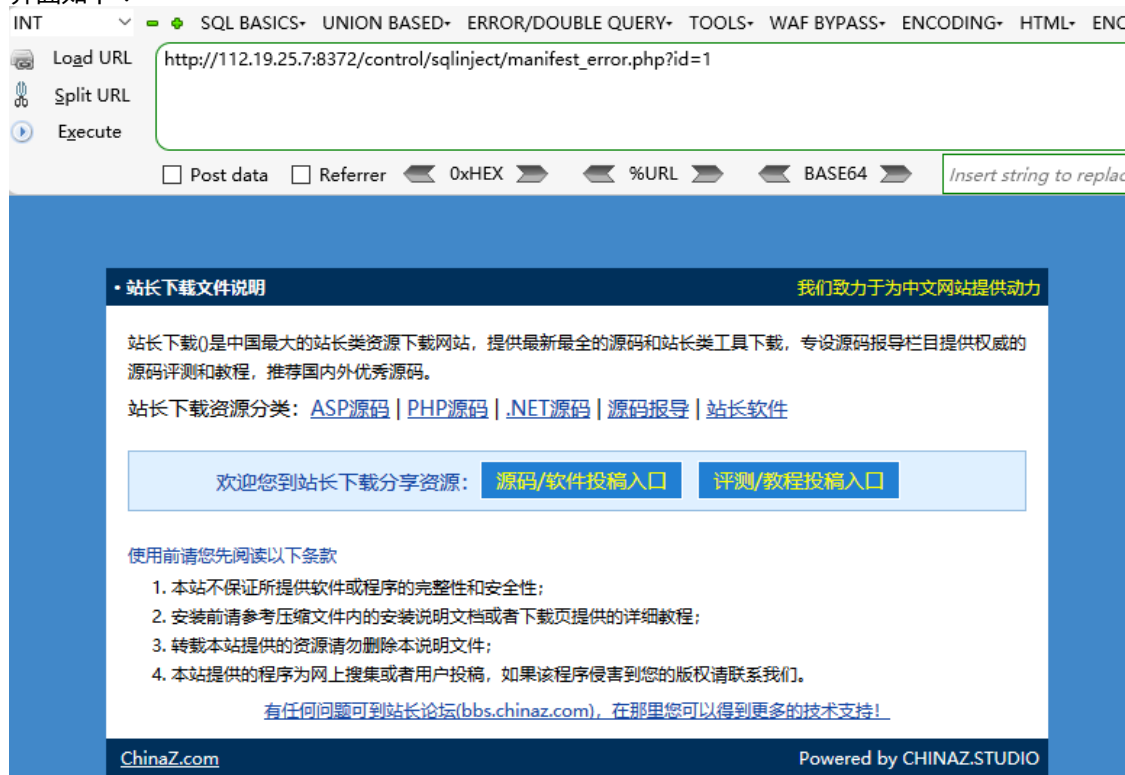 INT SQL BASICS UNION BASED ERROR/DOUBLE QUERY TOOLS WAF BYPASS ENCODING HTML ENC
Load URL http://112.19.25.7:8372/control/sqlinject/manifest_error.php?id=1
Split URL
Execute
Post data Referrer 0xHEX %URL BASE64 Insert string to replac
·站长下载文件说明 我们致力于为中文网站提供动力
站长下载()是中国最大的站长类资源下载网站，提供最新最全的源码和站长类工具下载，专设源码报导栏目提供权威的
源码评测和教程，推荐国内外优秀源码。
站长下载资源分类：ASP源码 | PHP源码 | .NET源码 | 源码报导 | 站长软件
欢迎您到站长下载分享资源： 源码/软件投稿入口 评测/教程投稿入口
使用前请您先阅读以下条款
1. 本站不保证所提供软件或程序的完整性和安全性；
2. 安装前请参考压缩文件内的安装说明文档或者下载页提供的详细教程；
3. 转载本站提供的资源请勿删除本说明文件；
4. 本站提供的程序为网上搜集或者用户投稿，如果该程序侵害到您的版权请联系我们。
有任何问题可到站长论坛(bbs.chinaz.com)，在那里您可以得到更多的技术支持！
ChinaZ.com Powered by CHINAZ.STUDIO